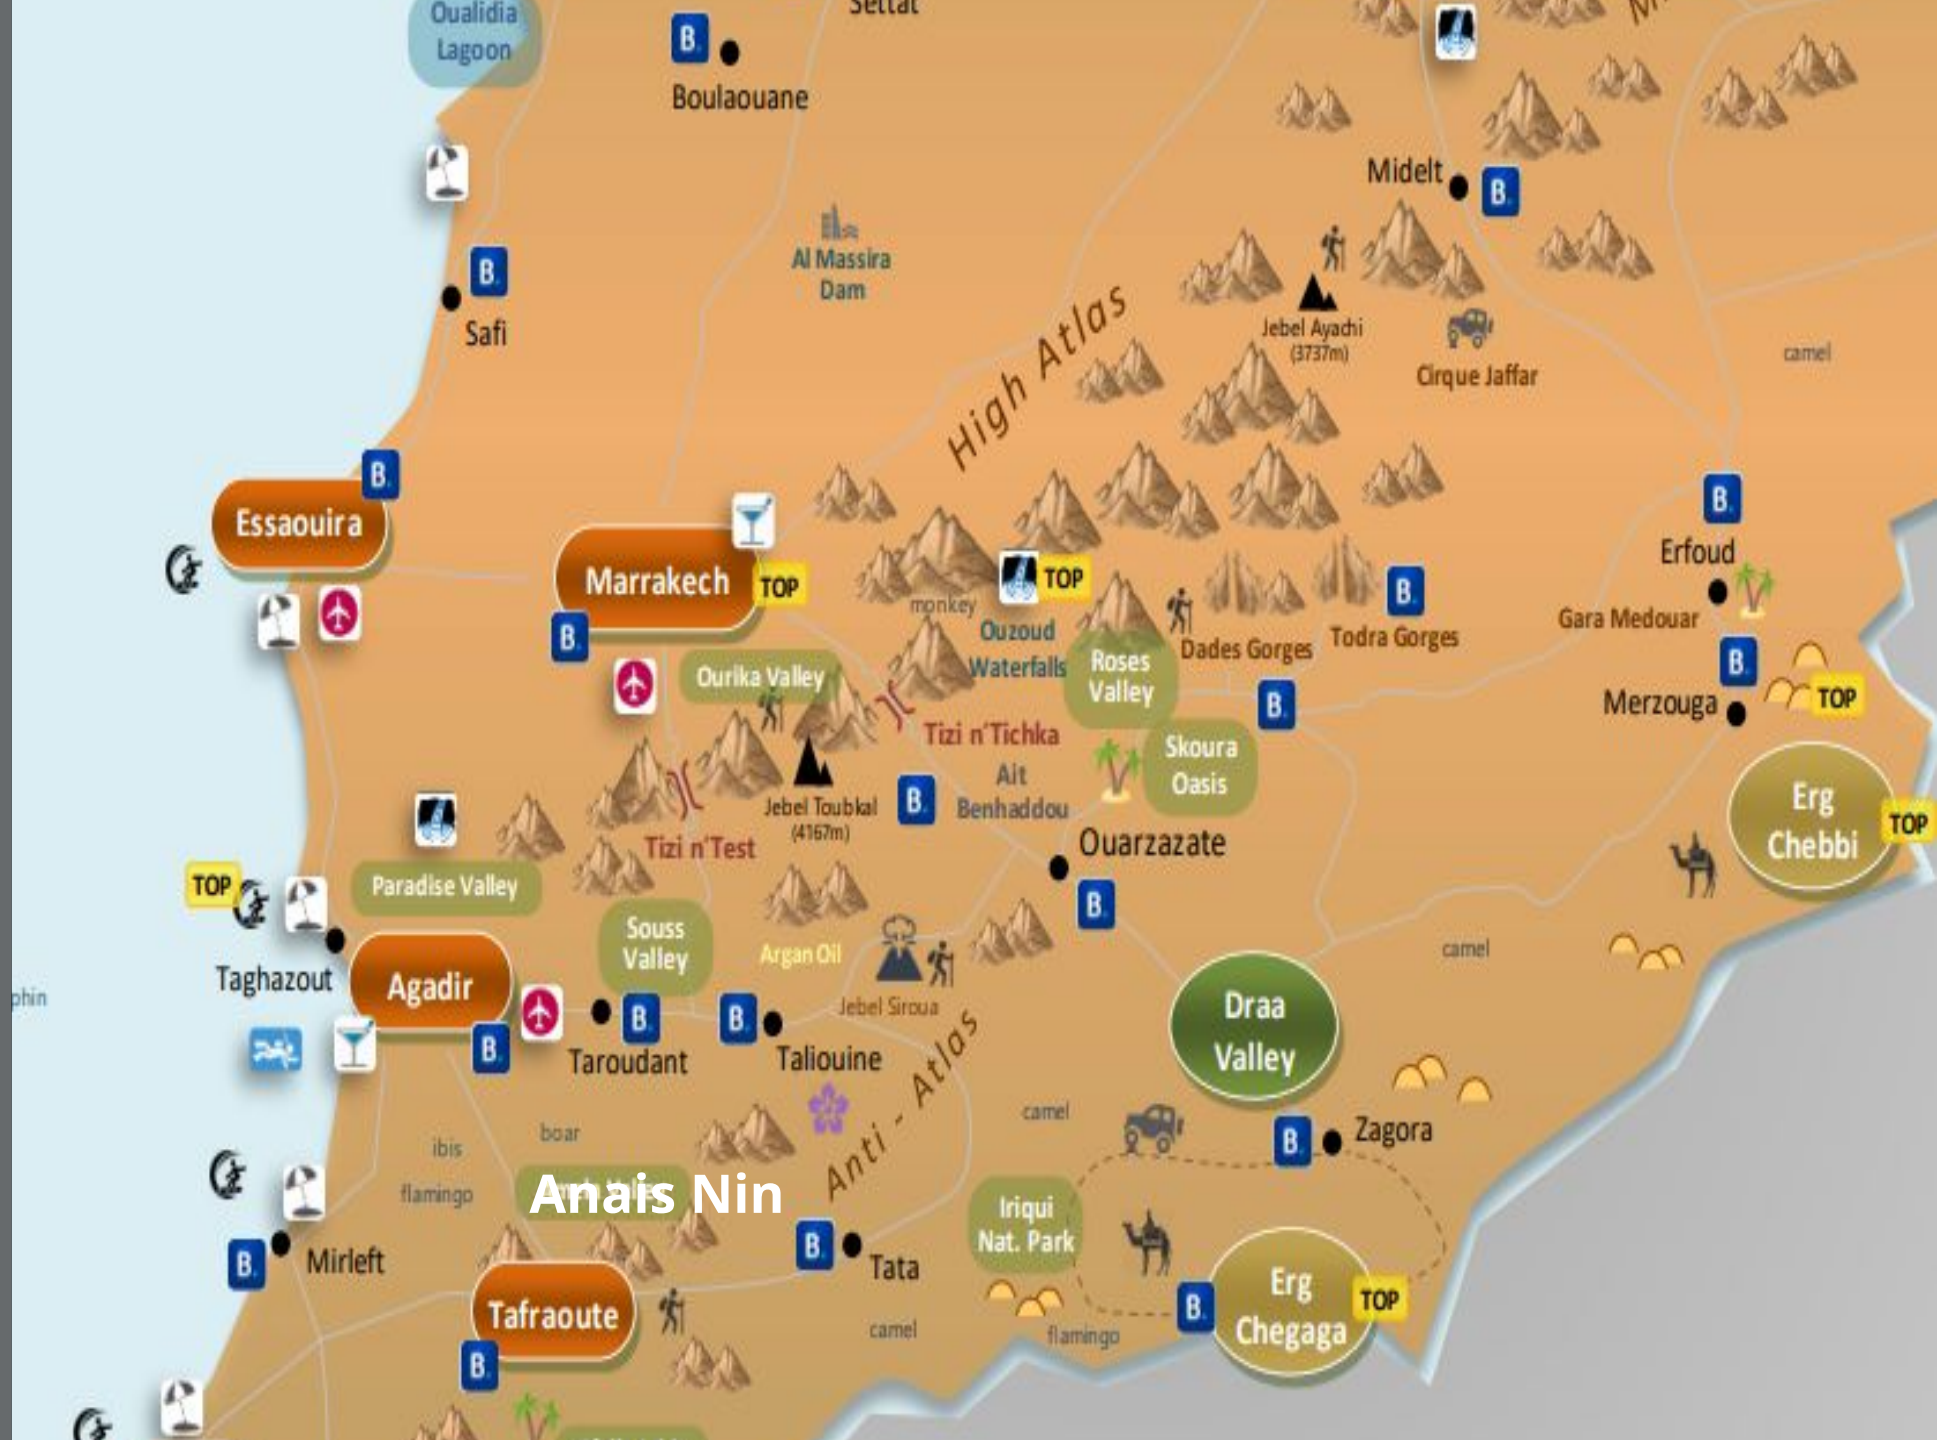 Oualidia
Lagoon
Settat
B.
Boulaouane
Midelt
B.
Al Massira
Dam
B.
Safi
High Atlas
Jebel Ayachi
(3737m)
Cirque Jaffar
camel
B.
Essaouira
Marrakech
TOP
B.
TOP
monkey
Ouzoud
Waterfalls
Roses
Valley
Dades Gorges
B.
Todra Gorges
B.
Erfoud
Gara Medouar
B.
Merzouga
TOP
Ourika Valley
B.
Tizi n'Tichka
Skoura
Oasis
Ait
Benhaddou
B.
Jebel Toubkal
(4167m)
Tizi n'Test
Ouarzazate
B.
Erg
Chebbi
TOP
TOP
Paradise Valley
Souss
Valley
Argan Oil
Taghazout
Agadir
B.
phin
B.
Taroudant
B.
Taliouine
Jebel Siroua
Anti - Atlas
camel
Draa
Valley
camel
B.
Zagora
ibis
boar
flamingo
Anais Nin
B.
Mirleft
B.
Tata
Iriqui
Nat. Park
Tafraoute
B.
camel
flamingo
B.
Erg
Chegaga
TOP